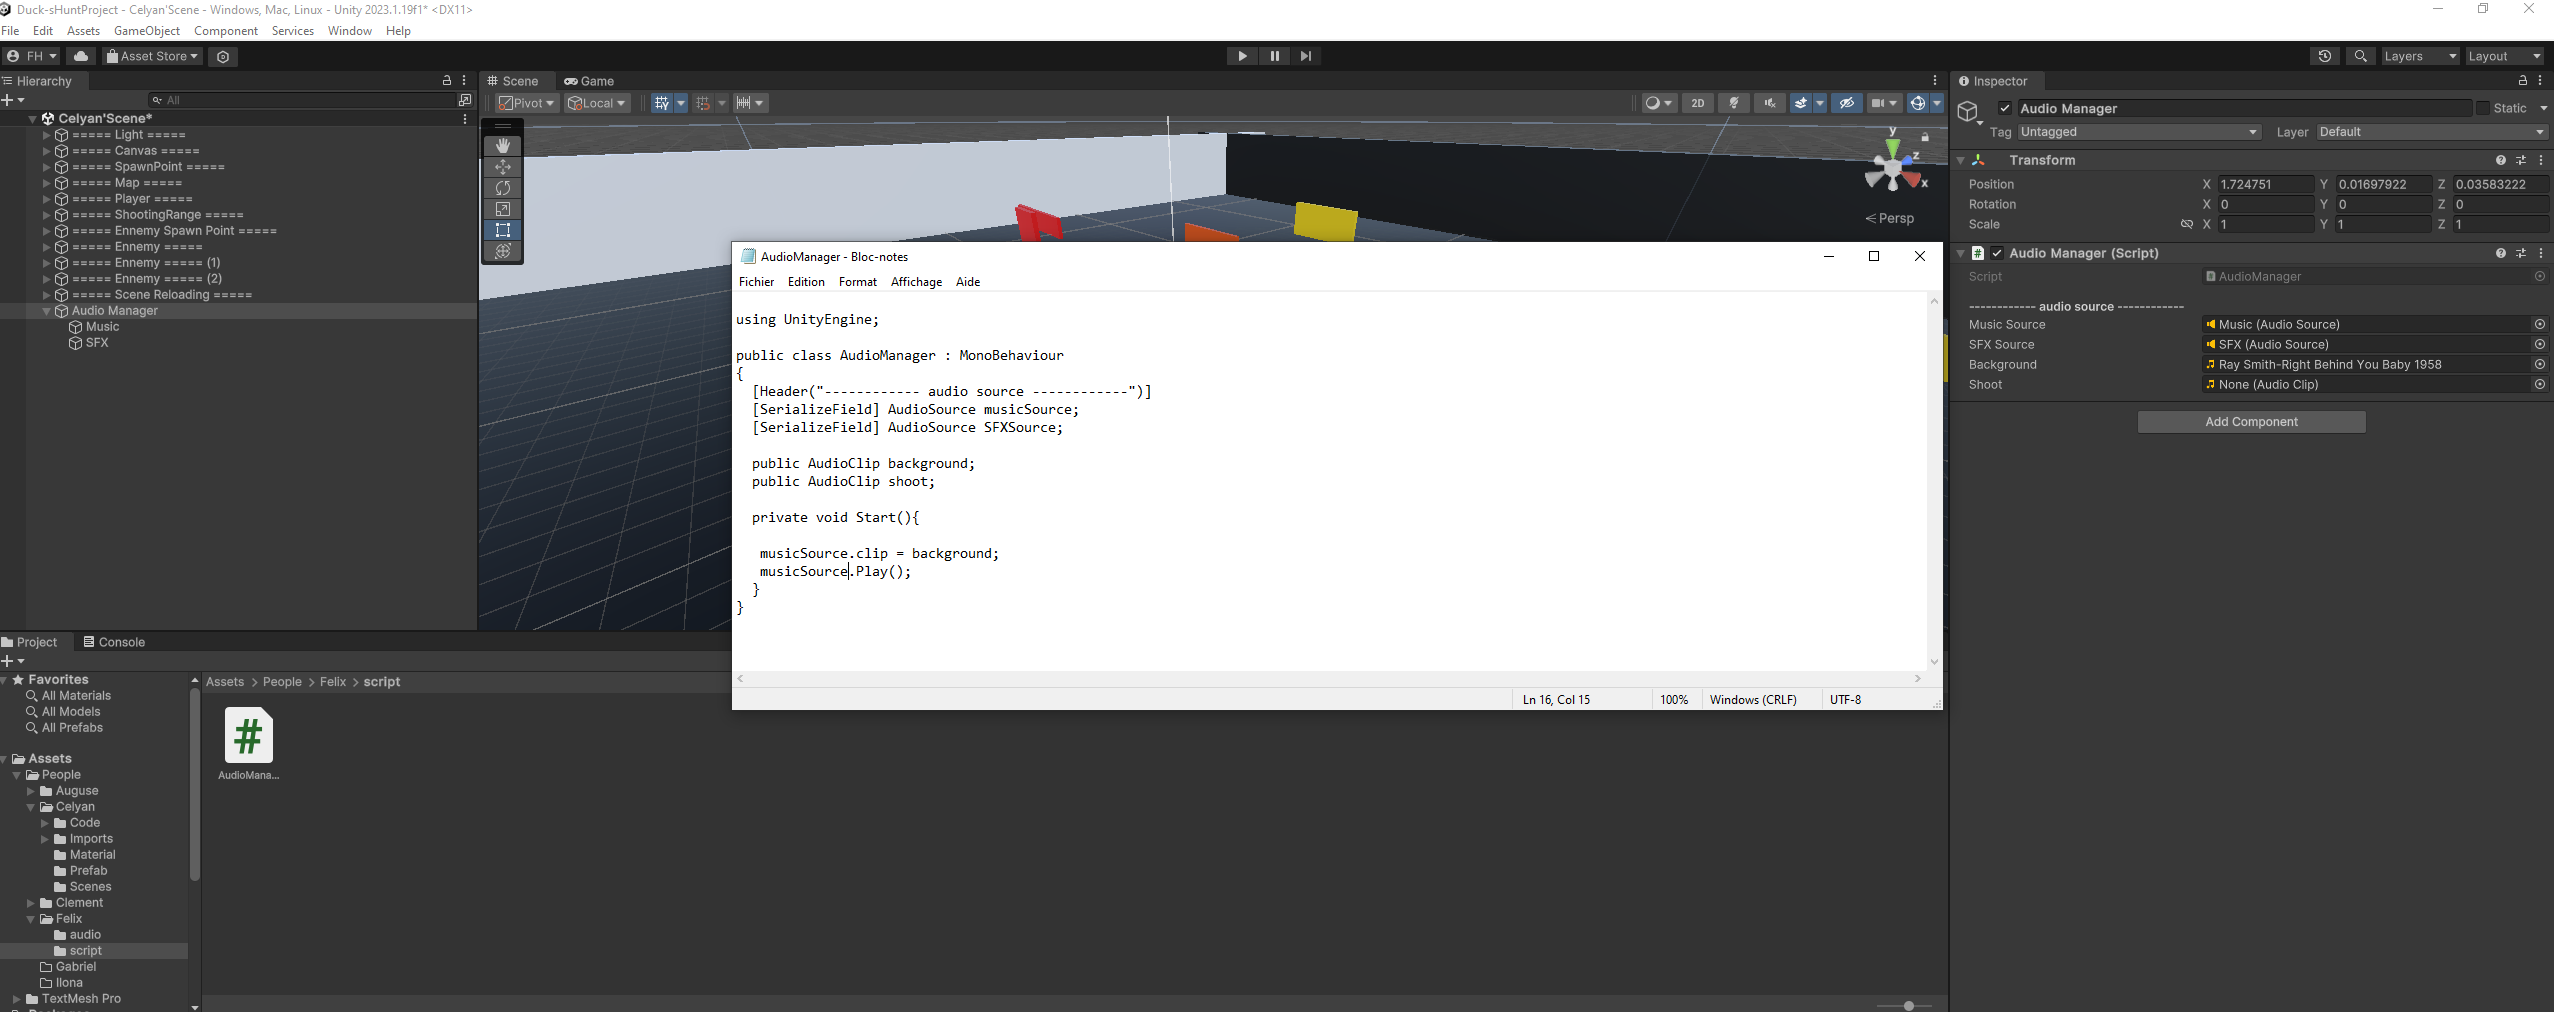 Duck-sHuntProject - Celyan'Scene - Windows, Mac, Linux - Unity 2023.1.19f1* <DX11>
File Edit Assets GameObject Component Services Window Help
FH Asset Store Layers Layout
Hierarchy
All
Celyan'Scene*
===== Light =====
===== Canvas =====
===== SpawnPoint =====
===== Map =====
===== Player =====
===== ShootingRange =====
===== Ennemy Spawn Point =====
===== Ennemy =====
===== Ennemy ===== (1)
===== Ennemy ===== (2)
===== Scene Reloading =====
Audio Manager
Music
SFX
Scene Game
Pivot Local 2D
y
z
x
Persp
AudioManager - Bloc-notes
Fichier Edition Format Affichage Aide
using UnityEngine;
public class AudioManager : MonoBehaviour
{
[Header("------------ audio source ------------")]
[SerializeField] AudioSource musicSource;
[SerializeField] AudioSource SFXSource;
public AudioClip background;
public AudioClip shoot;
private void Start(){
musicSource.clip = background;
musicSource.Play();
}
}
Ln 16, Col 15 100% Windows (CRLF) UTF-8
Inspector
Audio Manager Static
Tag Untagged Layer Default
Transform
Position X 1.724751 Y 0.01697922 Z 0.03583222
Rotation X 0 Y 0 Z 0
Scale X 1 Y 1 Z 1
# Audio Manager (Script)
Script AudioManager
------------ audio source ------------
Music Source Music (Audio Source)
SFX Source SFX (Audio Source)
Background Ray Smith-Right Behind You Baby 1958
Shoot None (Audio Clip)
Add Component
Project Console
Favorites
All Materials
All Models
All Prefabs
Assets
People
Auguse
Celyan
Code
Imports
Material
Prefab
Scenes
Clement
Felix
audio
script
Gabriel
Ilona
TextMesh Pro
Assets > People > Felix > script
#
AudioMana...